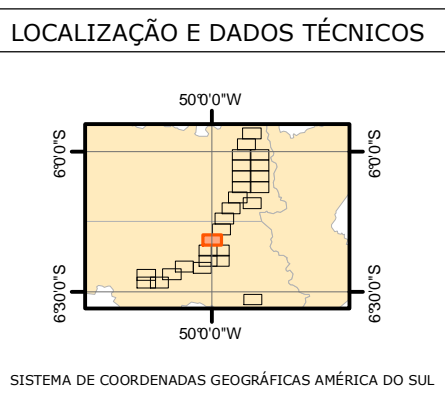 LOCALIZAÇÃO E DADOS TÉCNICOS
50°0'0"W
6°0'0"S
6°0'0"S
6°30'0"S
6°30'0"S
50°0'0"W
SISTEMA DE COORDENADAS GEOGRÁFICAS AMÉRICA DO SUL